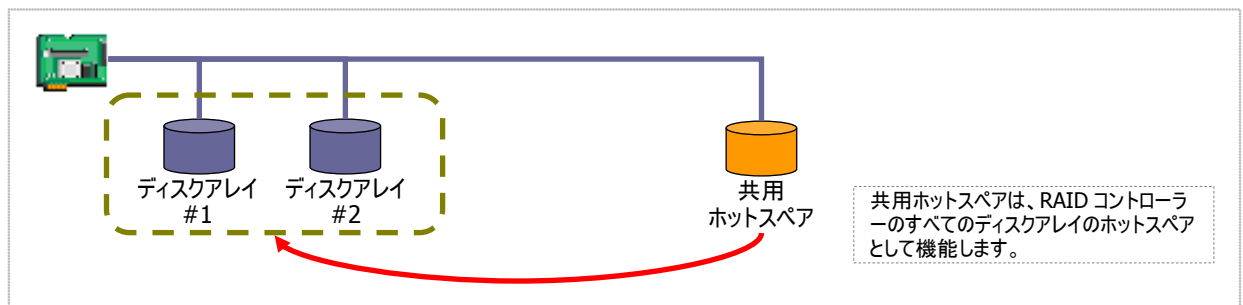 ディスクアレイ
#1
ディスクアレイ
#2
共用
ホットスペア
共用ホットスペアは、RAID コントローラ
ーのすべてのディスクアレイのホットスペア
として機能します。